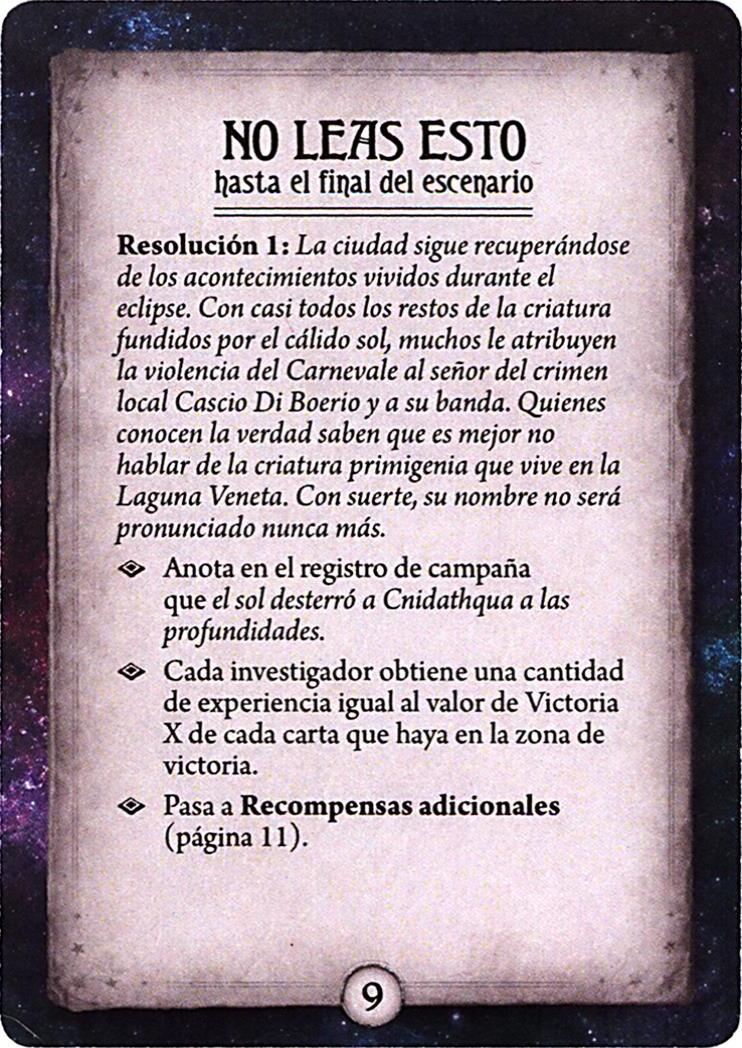 NO LEAS ESTO
hasta el final del escenario
Resolución 1: La ciudad sigue recuperándose
de los acontecimientos vividos durante el
eclipse. Con casi todos los restos de la criatura
fundidos por el cálido sol, muchos le atribuyen
la violencia del Carnevale al señor del crimen
local Cascio Di Boerio y a su banda. Quienes
conocen la verdad saben que es mejor no
hablar de la criatura primigenia que vive en la
Laguna Veneta. Con suerte, su nombre no será
pronunciado nunca más.
Anota en el registro de campaña
que el sol desterró a Cnidathqua a las
profundidades.
Cada investigador obtiene una cantidad
de experiencia igual al valor de Victoria
X de cada carta que haya en la zona de
victoria.
Pasa a Recompensas adicionales
(página 11).
9